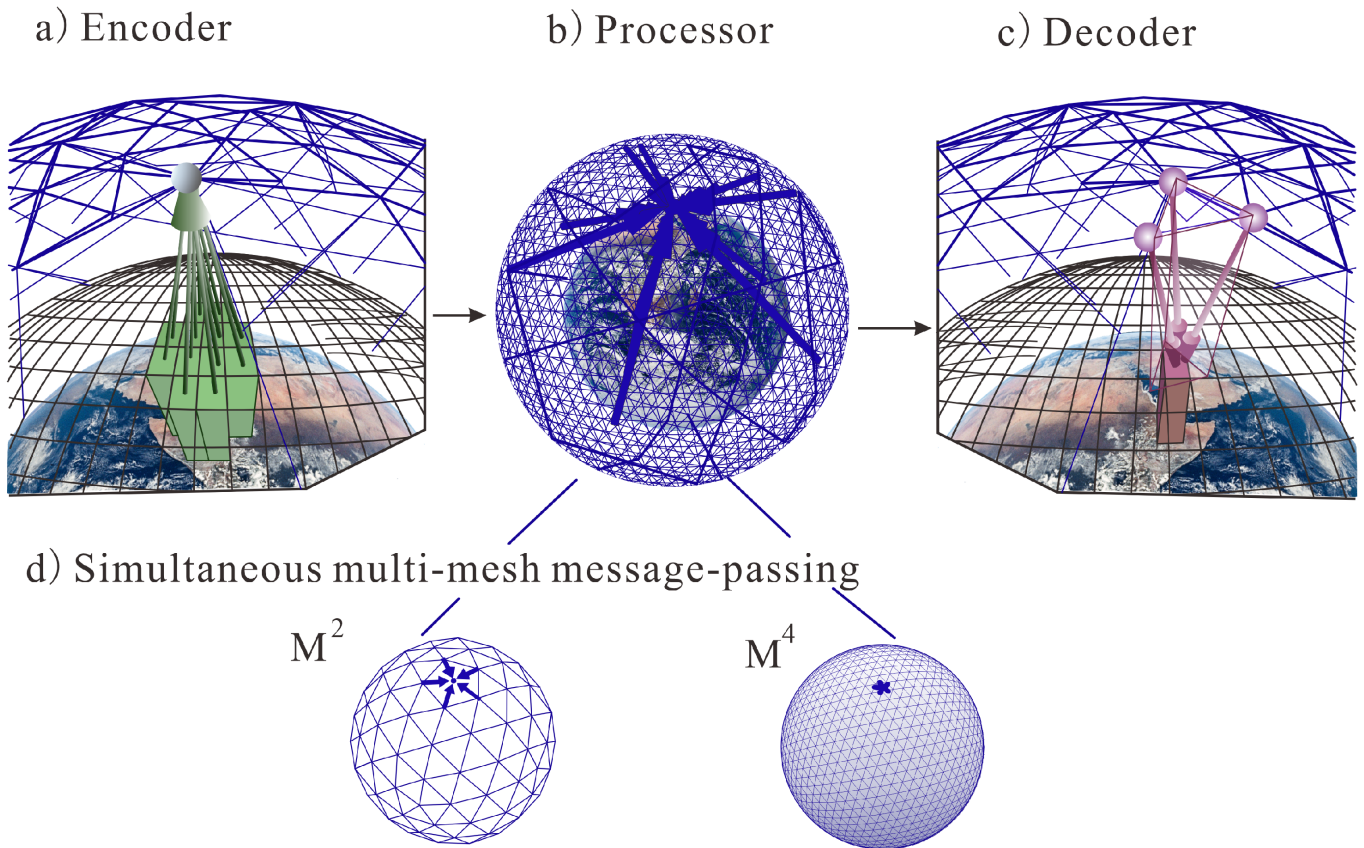 a) Encoder
b) Processor
c) Decoder
d) Simultaneous multi-mesh message-passing
M²
M⁴